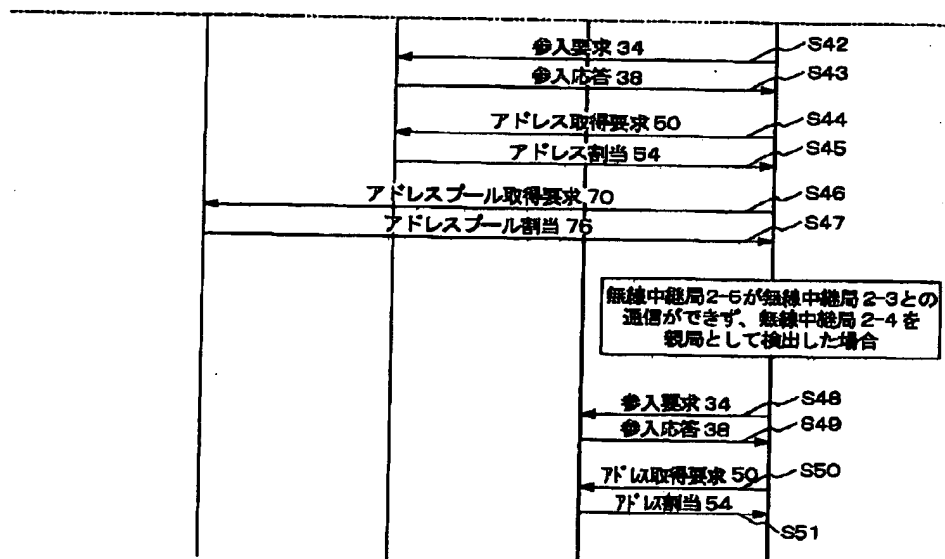 参入要求 34
S42
参入応答 38
S43
アドレス取得要求 50
S44
アドレス割当 54
S45
アドレスプール取得要求 70
S46
アドレスプール割当 76
S47
無線中継局2-5が無線中継局2-3との
通信ができず、無線中継局2-4を
親局として検出した場合
参入要求 34
S48
参入応答 38
S49
アドレス取得要求 50
S50
アドレス割当 54
S51